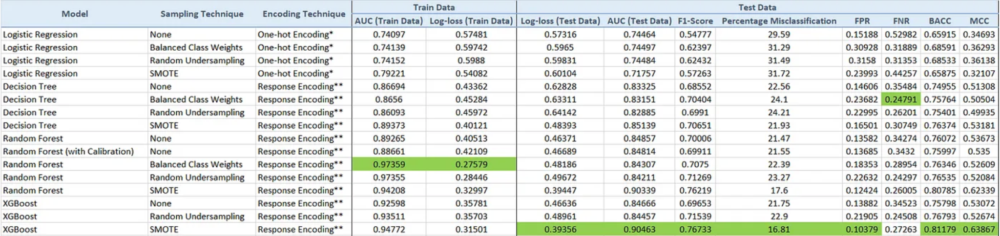 Model Sampling Technique Encoding Technique Train Data Test Data
AUC (Train Data) Log-loss (Train Data) Log-loss (Test Data) AUC (Test Data) F1-Score Percentage Misclassification FPR FNR BACC MCC
Logistic Regression None One-hot Encoding* 0.74097 0.57481 0.57316 0.74464 0.54777 29.59 0.15188 0.52982 0.65915 0.34693
Logistic Regression Balanced Class Weights One-hot Encoding* 0.74139 0.59742 0.5965 0.74497 0.62397 31.29 0.30928 0.31889 0.68591 0.36293
Logistic Regression Random Undersampling One-hot Encoding* 0.74152 0.5988 0.59831 0.74484 0.62432 31.49 0.3158 0.31353 0.68533 0.36138
Logistic Regression SMOTE One-hot Encoding* 0.79221 0.54082 0.60104 0.71757 0.57263 31.72 0.23993 0.44257 0.65875 0.32107
Decision Tree None Response Encoding** 0.86694 0.43362 0.62828 0.83325 0.68552 22.56 0.14606 0.35484 0.74955 0.51308
Decision Tree Balanced Class Weights Response Encoding** 0.8656 0.45284 0.63311 0.83151 0.70404 24.1 0.23682 0.24791 0.75764 0.50504
Decision Tree Random Undersampling Response Encoding** 0.86093 0.45972 0.64142 0.82885 0.6991 24.21 0.22995 0.26201 0.75401 0.49935
Decision Tree SMOTE Response Encoding** 0.89373 0.40121 0.48393 0.85139 0.70651 21.93 0.16501 0.30749 0.76374 0.53181
Random Forest None Response Encoding** 0.89265 0.40513 0.46371 0.84857 0.70006 21.47 0.13582 0.34274 0.76072 0.53673
Random Forest (with Calibration) None Response Encoding** 0.88661 0.42109 0.46689 0.84814 0.69911 21.55 0.13685 0.3432 0.75997 0.535
Random Forest Balanced Class Weights Response Encoding** 0.97359 0.27579 0.48186 0.84307 0.7075 22.39 0.18353 0.28954 0.76346 0.52609
Random Forest Random Undersampling Response Encoding** 0.97355 0.28446 0.49672 0.84211 0.71269 23.27 0.22632 0.24297 0.76535 0.52084
Random Forest SMOTE Response Encoding** 0.94208 0.32997 0.39447 0.90339 0.76219 17.6 0.12424 0.26005 0.80785 0.62339
XGBoost None Response Encoding** 0.92598 0.35781 0.46636 0.84666 0.69653 21.75 0.13882 0.34523 0.75798 0.53072
XGBoost Random Undersampling Response Encoding** 0.93511 0.35703 0.48961 0.84457 0.71539 22.9 0.21905 0.24508 0.76793 0.52674
XGBoost SMOTE Response Encoding** 0.94772 0.31501 0.39356 0.90463 0.76733 16.81 0.10379 0.27263 0.81179 0.63867